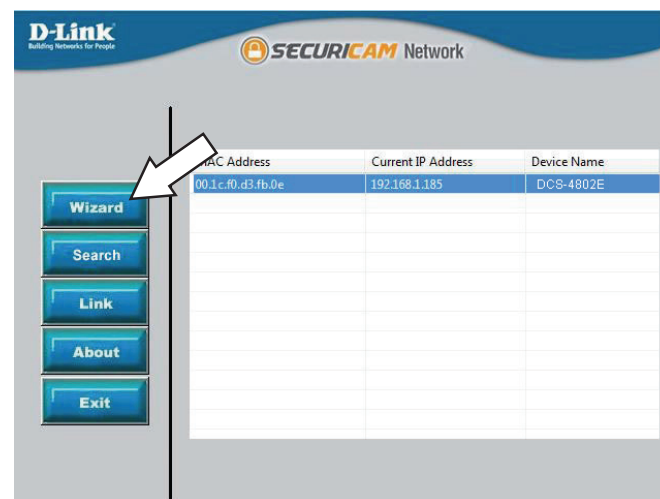 D-Link
Building Networks for People
SECURICAM Network
MAC Address Current IP Address Device Name
00.1c.f0.d3.fb.0e 192.168.1.185 DCS-4802E
Wizard
Search
Link
About
Exit